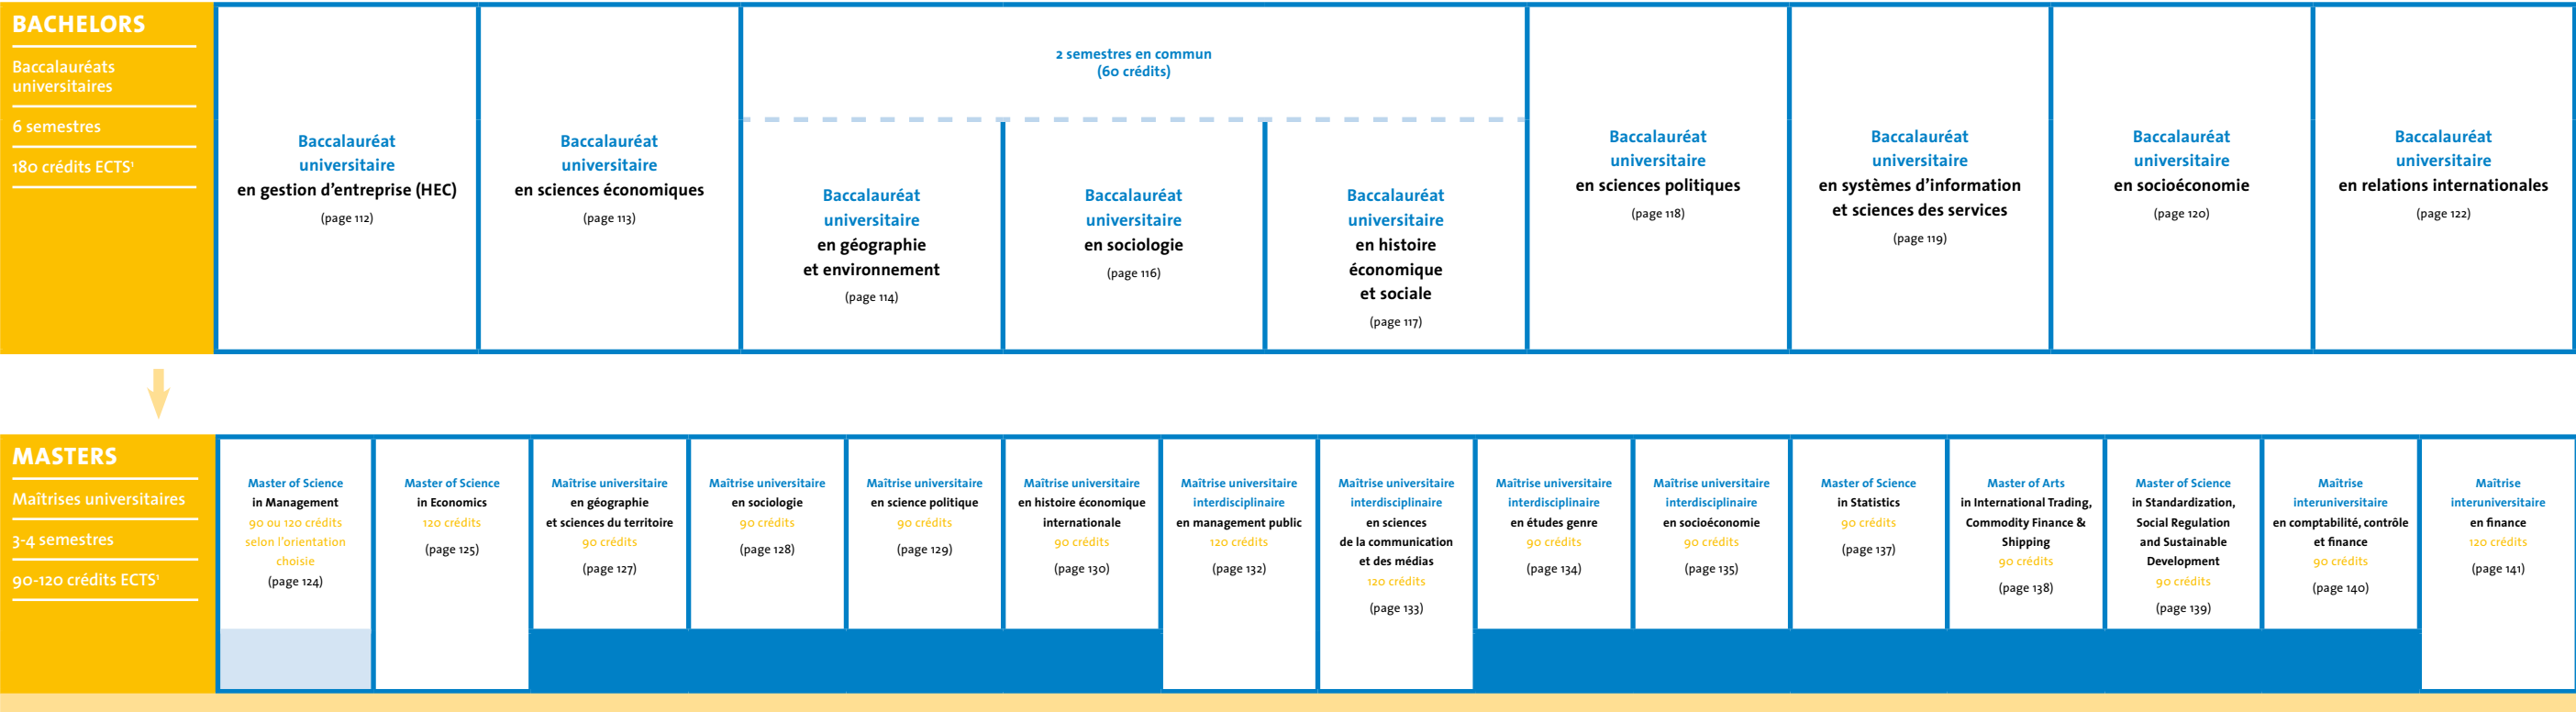 BACHELORS
Baccalauréats
universitaires
6 semestres
180 crédits ECTS¹
Baccalauréat
universitaire
en gestion d'entreprise (HEC)
(page 112)
Baccalauréat
universitaire
en sciences économiques
(page 113)
2 semestres en commun
(60 crédits)
Baccalauréat
universitaire
en géographie
et environnement
(page 114)
Baccalauréat
universitaire
en sociologie
(page 116)
Baccalauréat
universitaire
en histoire
économique
et sociale
(page 117)
Baccalauréat
universitaire
en sciences politiques
(page 118)
Baccalauréat
universitaire
en systèmes d'information
et sciences des services
(page 119)
Baccalauréat
universitaire
en socioéconomie
(page 120)
Baccalauréat
universitaire
en relations internationales
(page 122)
MASTERS
Maîtrises universitaires
3-4 semestres
90-120 crédits ECTS¹
Master of Science
in Management
90 ou 120 crédits
selon l'orientation
choisie
(page 124)
Master of Science
in Economics
120 crédits
(page 125)
Maîtrise universitaire
en géographie
et sciences du territoire
90 crédits
(page 127)
Maîtrise universitaire
en sociologie
90 crédits
(page 128)
Maîtrise universitaire
en science politique
90 crédits
(page 129)
Maîtrise universitaire
en histoire économique
internationale
90 crédits
(page 130)
Maîtrise universitaire
interdisciplinaire
en management public
120 crédits
(page 132)
Maîtrise universitaire
interdisciplinaire
en sciences
de la communication
et des médias
120 crédits
(page 133)
Maîtrise universitaire
interdisciplinaire
en études genre
90 crédits
(page 134)
Maîtrise universitaire
interdisciplinaire
en socioéconomie
90 crédits
(page 135)
Master of Science
in Statistics
90 crédits
(page 137)
Master of Arts
in International Trading,
Commodity Finance &
Shipping
90 crédits
(page 138)
Master of Science
in Standardization,
Social Regulation
and Sustainable
Development
90 crédits
(page 139)
Maîtrise
interuniversitaire
en comptabilité, contrôle
et finance
90 crédits
(page 140)
Maîtrise
interuniversitaire
en finance
120 crédits
(page 141)